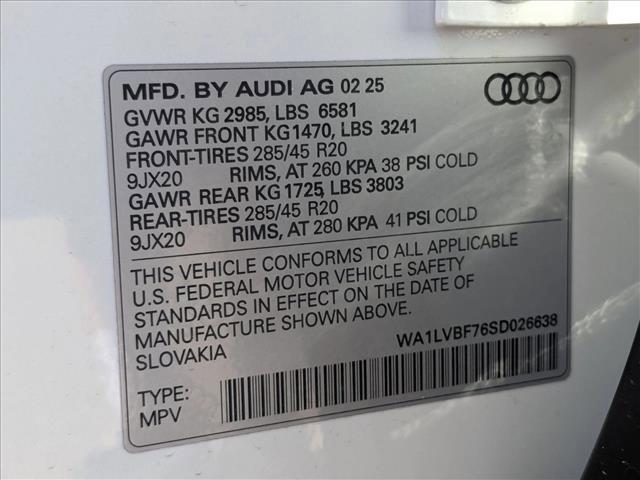 MFD. BY AUDI AG 02 25
GVWR KG 2985, LBS 6581
GAWR FRONT KG1470, LBS 3241
FRONT-TIRES 285/45 R20
9JX20 RIMS, AT 260 KPA 38 PSI COLD
GAWR REAR KG 1725, LBS 3803
REAR-TIRES 285/45 R20
9JX20 RIMS, AT 280 KPA 41 PSI COLD
THIS VEHICLE CONFORMS TO ALL APPLICABLE
U.S. FEDERAL MOTOR VEHICLE SAFETY
STANDARDS IN EFFECT ON THE DATE OF
MANUFACTURE SHOWN ABOVE.
SLOVAKIA WA1LVBF76SD026638
TYPE:
MPV